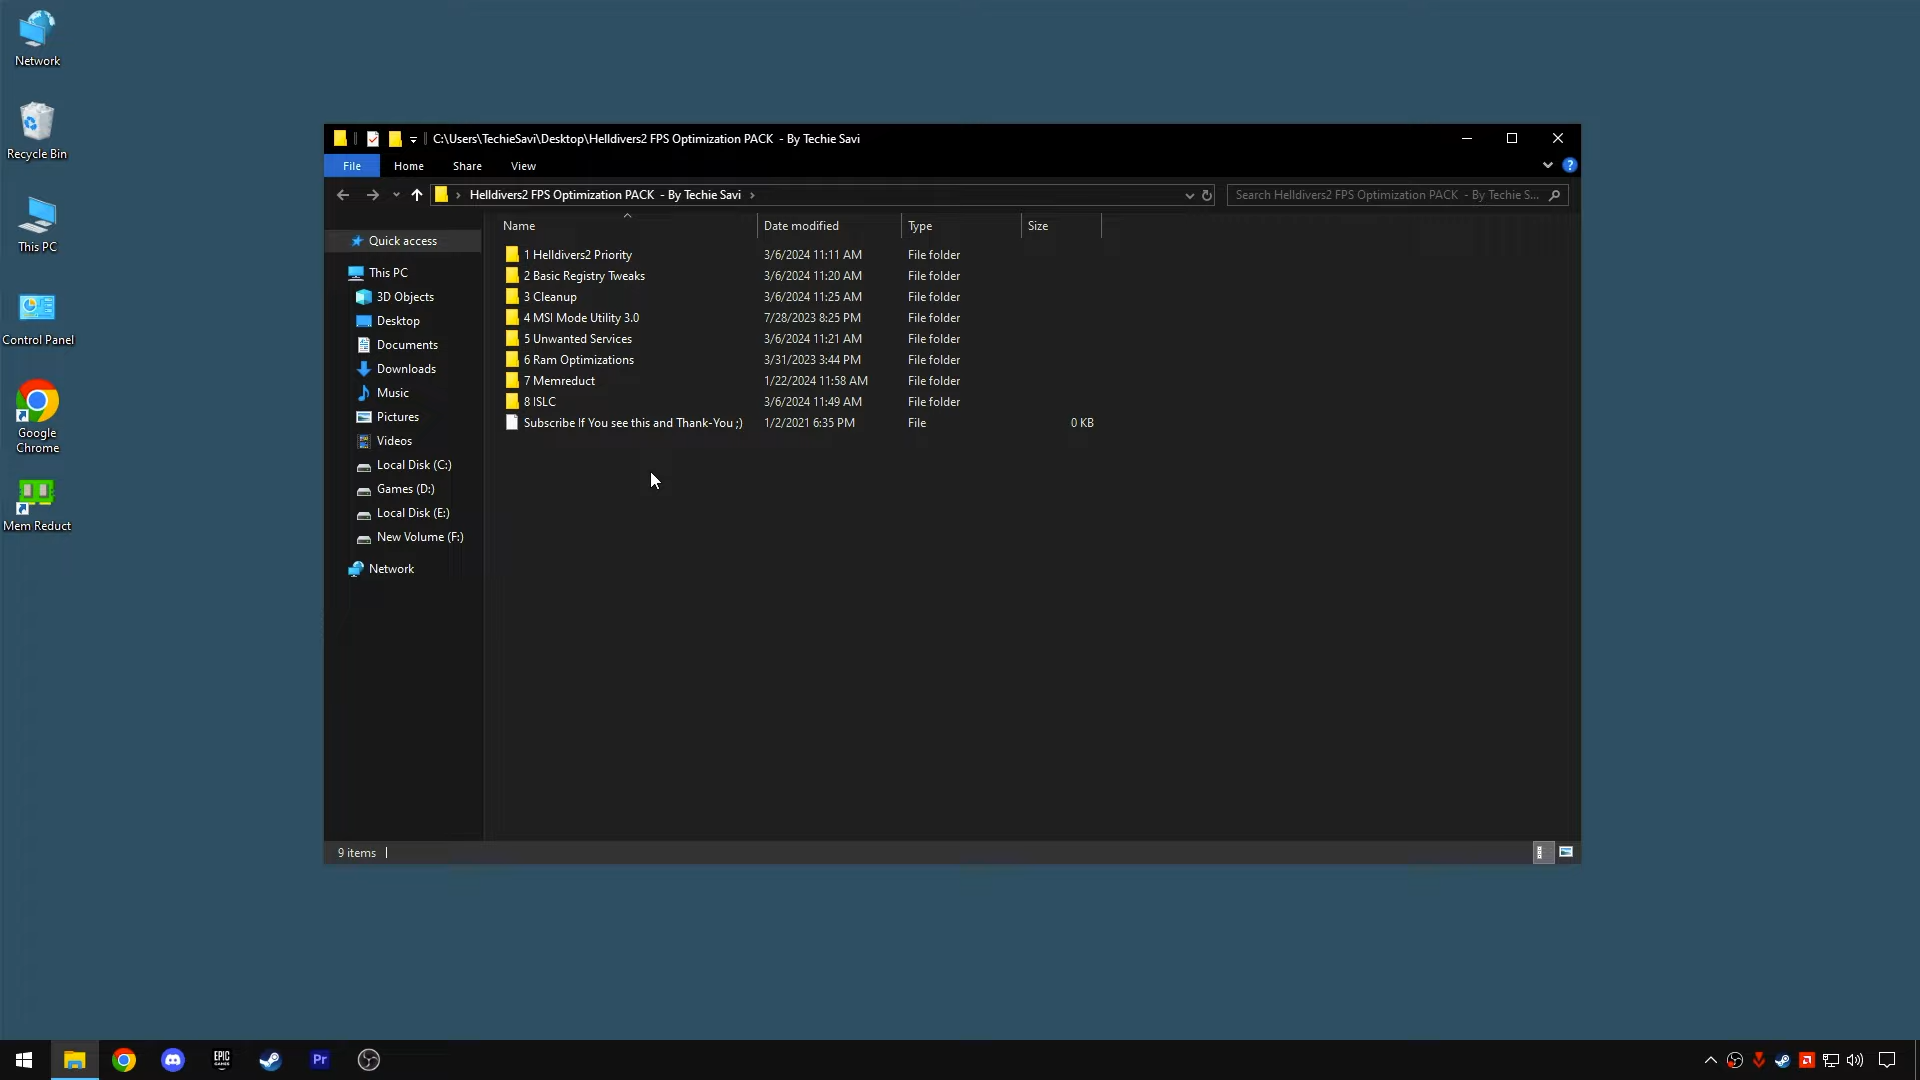 Network
Recycle Bin
This PC
Control Panel
Google
Chrome
Mem Reduct
C:\Users\TechieSavi\Desktop\Helldivers2 FPS Optimization PACK  - By Techie Savi
File Home Share View
Helldivers2 FPS Optimization PACK  - By Techie Savi
Search Helldivers2 FPS Optimization PACK  - By Techie S...
Quick access
This PC
3D Objects
Desktop
Documents
Downloads
Music
Pictures
Videos
Local Disk (C:)
Games (D:)
Local Disk (E:)
New Volume (F:)
Network
Name Date modified Type Size
1 Helldivers2 Priority 3/6/2024 11:11 AM File folder
2 Basic Registry Tweaks 3/6/2024 11:20 AM File folder
3 Cleanup 3/6/2024 11:25 AM File folder
4 MSI Mode Utility 3.0 7/28/2023 8:25 PM File folder
5 Unwanted Services 3/6/2024 11:21 AM File folder
6 Ram Optimizations 3/31/2023 3:44 PM File folder
7 Memreduct 1/22/2024 11:58 AM File folder
8 ISLC 3/6/2024 11:49 AM File folder
Subscribe If You see this and Thank-You ;) 1/2/2021 6:35 PM File 0 KB
9 items
EPIC GAMES
Pr